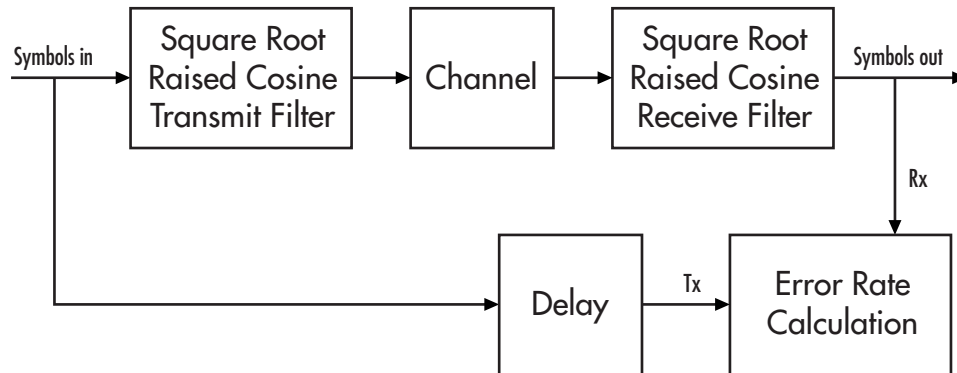 Symbols in
Square Root
Raised Cosine
Transmit Filter
Channel
Square Root
Raised Cosine
Receive Filter
Symbols out
Rx
Delay
Tx
Error Rate
Calculation